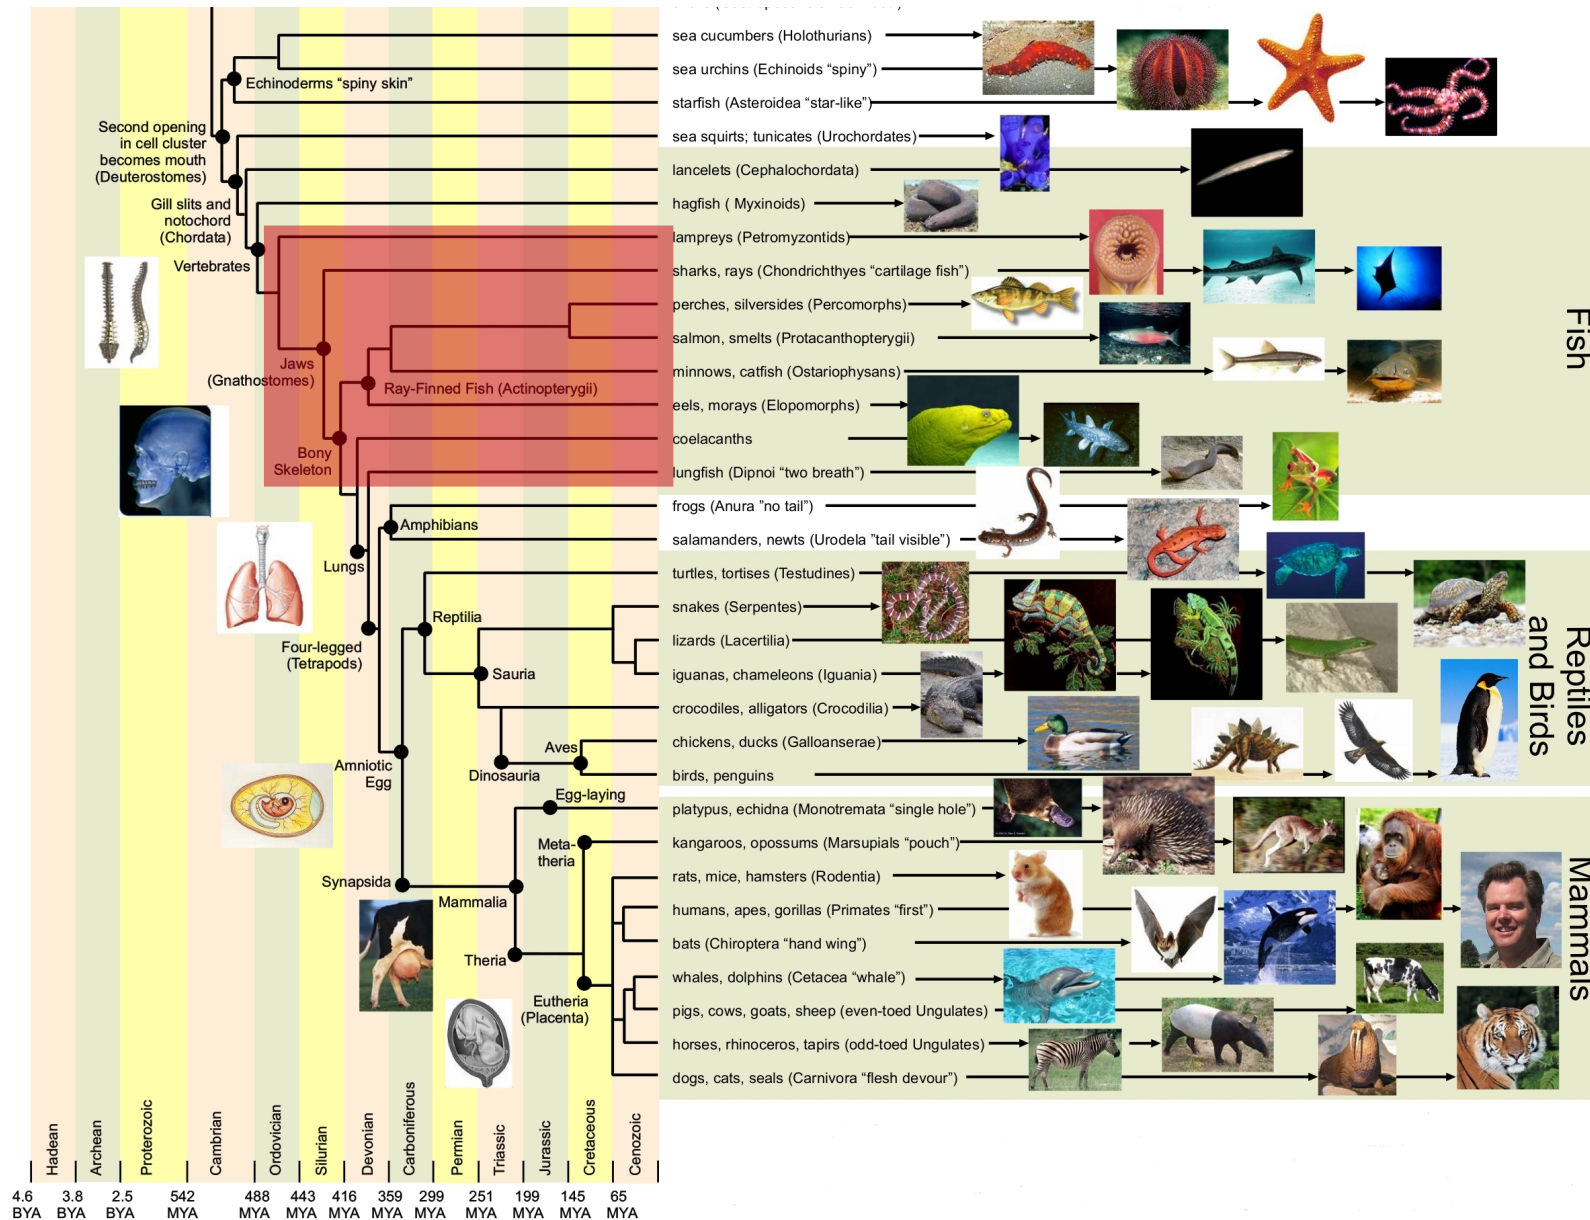 sea cucumbers (Holothurians)
sea urchins (Echinoids “spiny”)
Echinoderms “spiny skin”
starfish (Asteroidea “star-like”)
Second opening
in cell cluster
becomes mouth
(Deuterostomes)
sea squirts; tunicates (Urochordates)
lancelets (Cephalochordata)
Gill slits and
notochord
(Chordata)
hagfish ( Myxinoids)
Vertebrates
lampreys (Petromyzontids)
sharks, rays (Chondrichthyes “cartilage fish”)
perches, silversides (Percomorphs)
salmon, smelts (Protacanthopterygii)
Jaws
(Gnathostomes)
minnows, catfish (Ostariophysans)
Ray-Finned Fish (Actinopterygii)
eels, morays (Elopomorphs)
coelacanths
Bony
Skeleton
lungfish (Dipnoi “two breath”)
Fish
frogs (Anura ”no tail”)
Amphibians
salamanders, newts (Urodela ”tail visible”)
Lungs
turtles, tortises (Testudines)
snakes (Serpentes)
Reptilia
lizards (Lacertilia)
Four-legged
(Tetrapods)
iguanas, chameleons (Iguania)
Sauria
crocodiles, alligators (Crocodilia)
chickens, ducks (Galloanserae)
Aves
Dinosauria
birds, penguins
Amniotic
Egg
Reptiles
and Birds
Egg-laying
platypus, echidna (Monotremata “single hole”)
kangaroos, opossums (Marsupials “pouch”)
Meta-
theria
rats, mice, hamsters (Rodentia)
Synapsida
Mammalia
humans, apes, gorillas (Primates “first”)
bats (Chiroptera “hand wing”)
Theria
whales, dolphins (Cetacea “whale”)
Eutheria
(Placenta)
pigs, cows, goats, sheep (even-toed Ungulates)
horses, rhinoceros, tapirs (odd-toed Ungulates)
dogs, cats, seals (Carnivora “flesh devour”)
Mammals
Hadean
Archean
Proterozoic
Cambrian
Ordovician
Silurian
Devonian
Carboniferous
Permian
Triassic
Jurassic
Cretaceous
Cenozoic
4.6 3.8 2.5 542 488 443 416 359 299 251 199 145 65
BYA BYA BYA MYA MYA MYA MYA MYA MYA MYA MYA MYA MYA